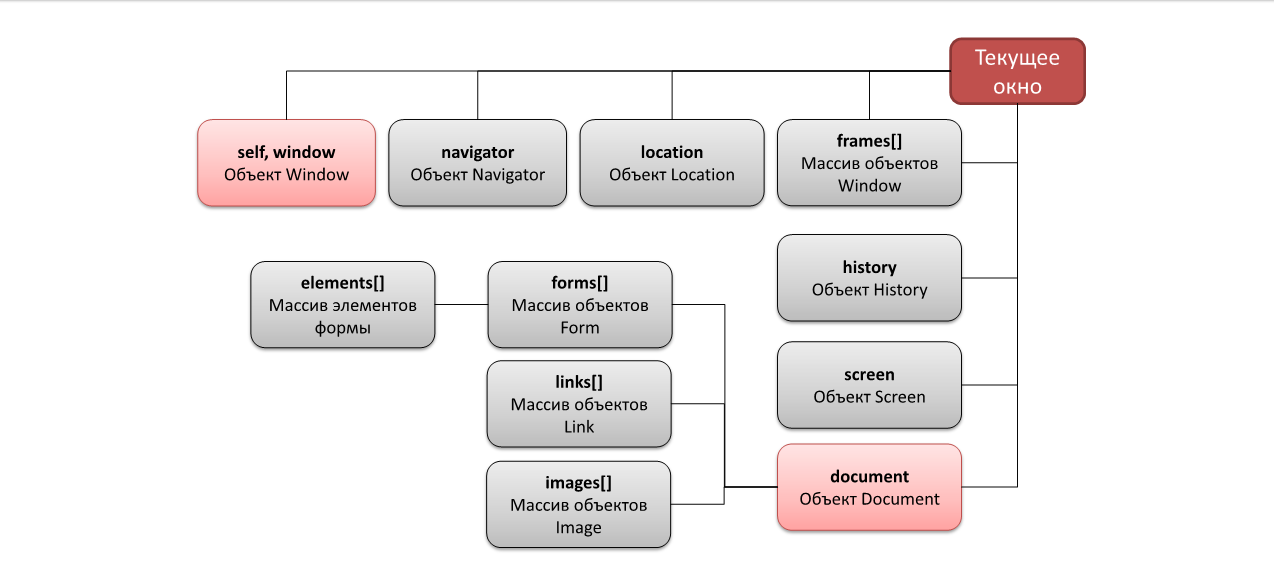 Текущее
окно
self, window
Объект Window
navigator
Объект Navigator
location
Объект Location
frames[]
Массив объектов
Window
history
Объект History
elements[]
Массив элементов
формы
forms[]
Массив объектов
Form
links[]
Массив объектов
Link
screen
Объект Screen
images[]
Массив объектов
Image
document
Объект Document